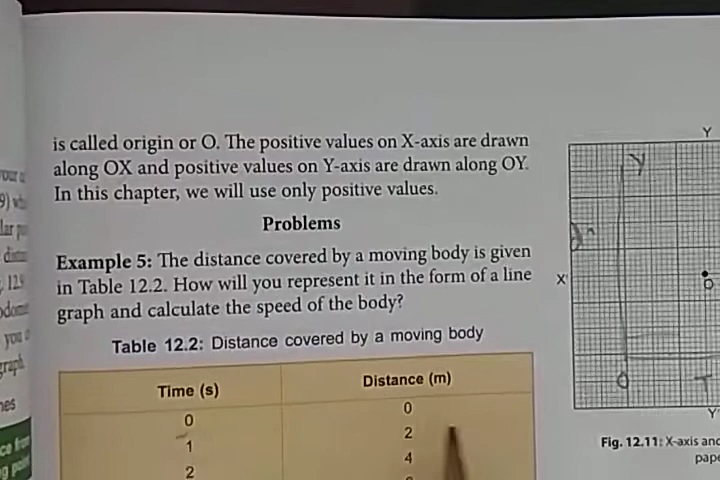 is called origin or O. The positive values on X-axis are drawn
along OX and positive values on Y-axis are drawn along OY.
In this chapter, we will use only positive values.
Problems
Example 5: The distance covered by a moving body is given
in Table 12.2. How will you represent it in the form of a line
graph and calculate the speed of the body?
Table 12.2: Distance covered by a moving body
Time (s) Distance (m)
0 0
1 2
2 4
Y
Y
X'
O
O T
Y'
Fig. 12.11: X-axis and